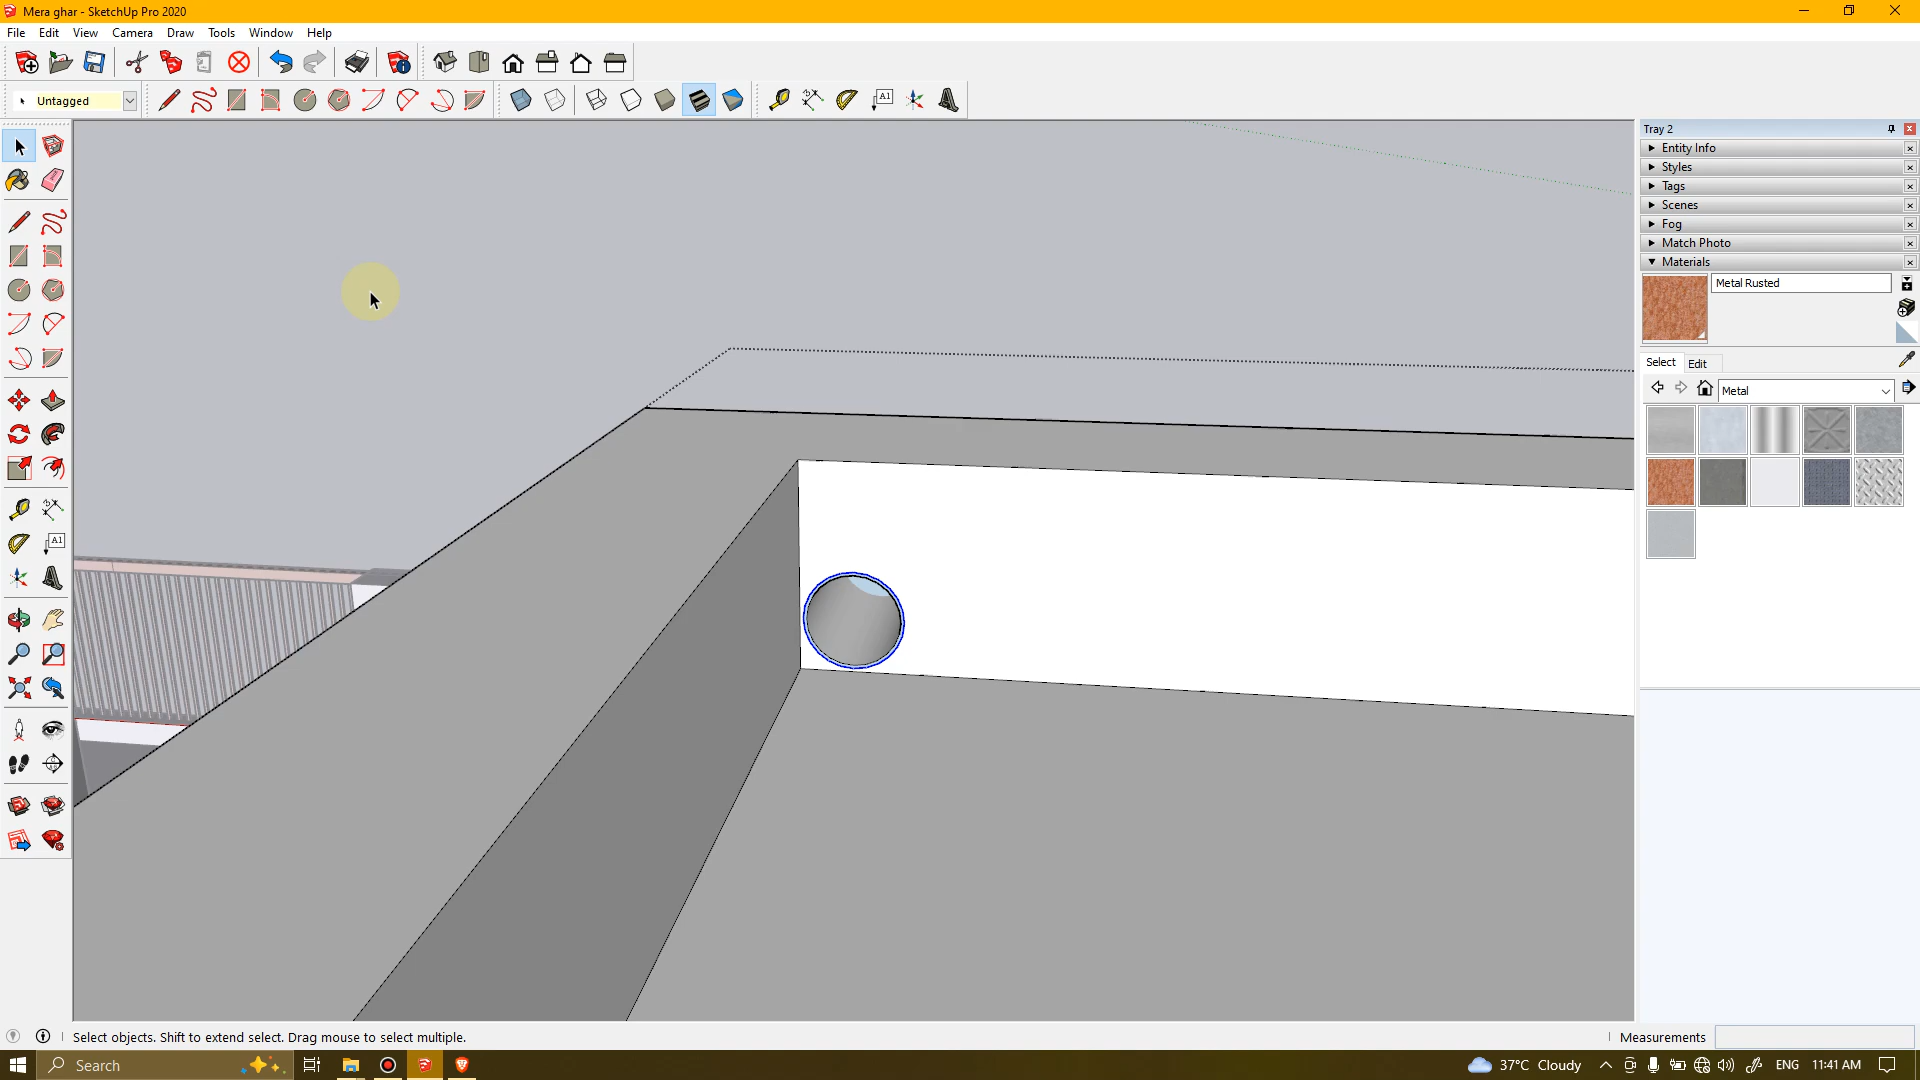 Mera ghar - SketchUp Pro 2020
File Edit View Camera Draw Tools Window Help
Untagged
A1
Tray 2
Entity Info
Styles
Tags
Scenes
Fog
Match Photo
Materials
Metal Rusted
Select Edit
Metal
A1
Select objects. Shift to extend select. Drag mouse to select multiple.
Measurements
Search
37°C Cloudy
ENG
11:41 AM